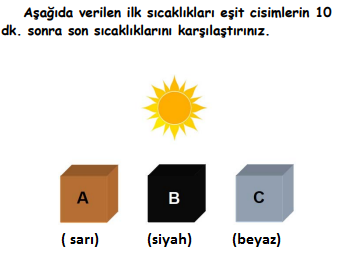 Aşağıda verilen ilk sıcaklıkları eşit cisimlerin 10
dk. sonra son sıcaklıklarını karşılaştırınız.
A B C
( sarı) (siyah) (beyaz)